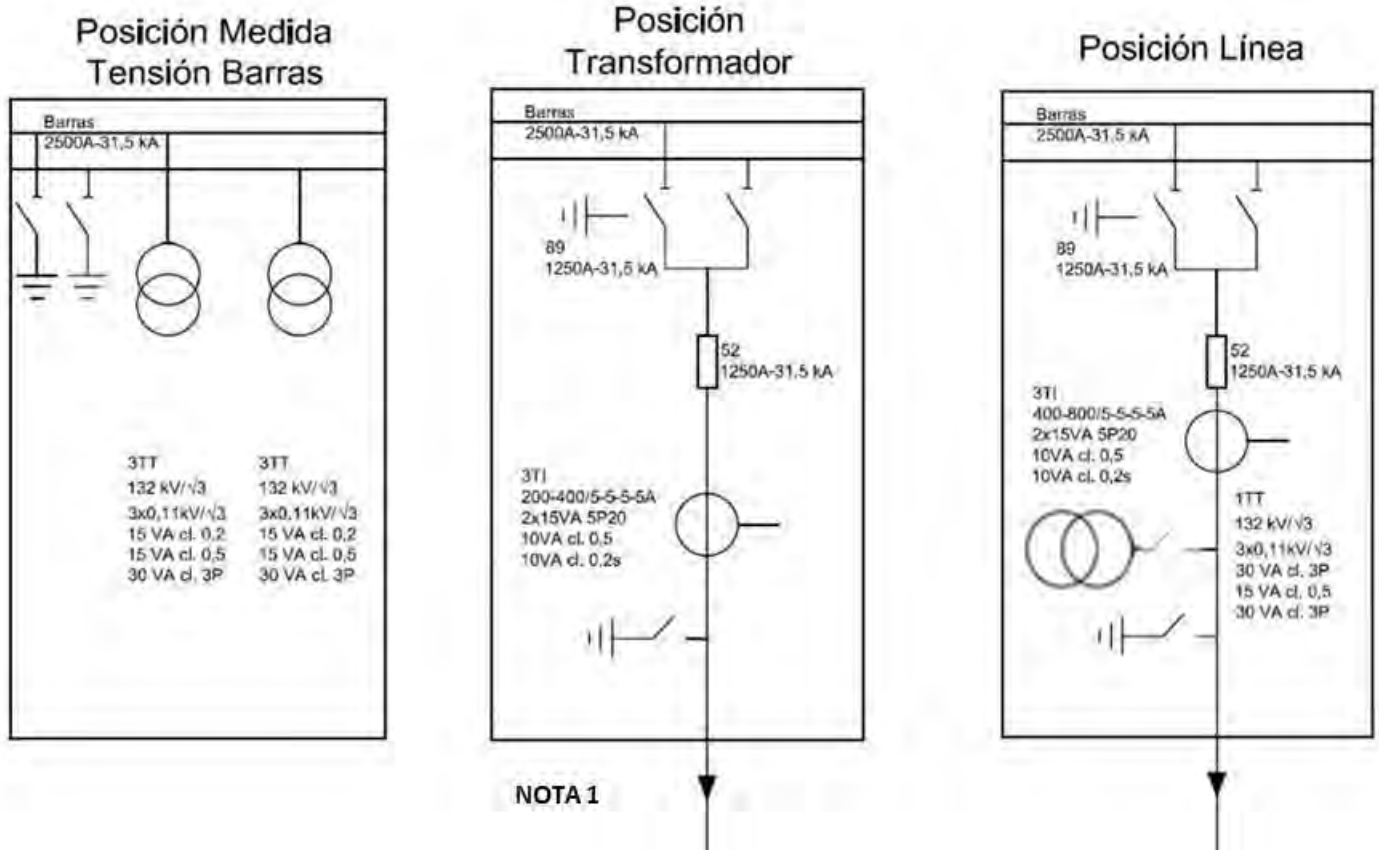 Posición Medida
Tensión Barras
Barras
2500A-31,5 kA
3TT
132 kV/√3
3x0,11kV/√3
15 VA cl. 0,2
15 VA cl. 0,5
30 VA cl. 3P
3TT
132 kV/√3
3x0,11kV/√3
15 VA cl. 0,2
15 VA cl. 0,5
30 VA cl. 3P
Posición
Transformador
Barras
2500A-31,5 kA
89
1250A-31,5 kA
52
1250A-31,5 kA
3TI
200-400/5-5-5-5A
2x15VA 5P20
10VA cl. 0,5
10VA cl. 0,2s
NOTA 1
Posición Línea
Barras
2500A-31,5 kA
89
1250A-31,5 kA
52
1250A-31,5 kA
3TI
400-800/5-5-5-5A
2x15VA 5P20
10VA cl. 0,5
10VA cl. 0,2s
1TT
132 kV/√3
3x0,11kV/√3
30 VA cl. 3P
15 VA cl. 0,5
30 VA cl. 3P